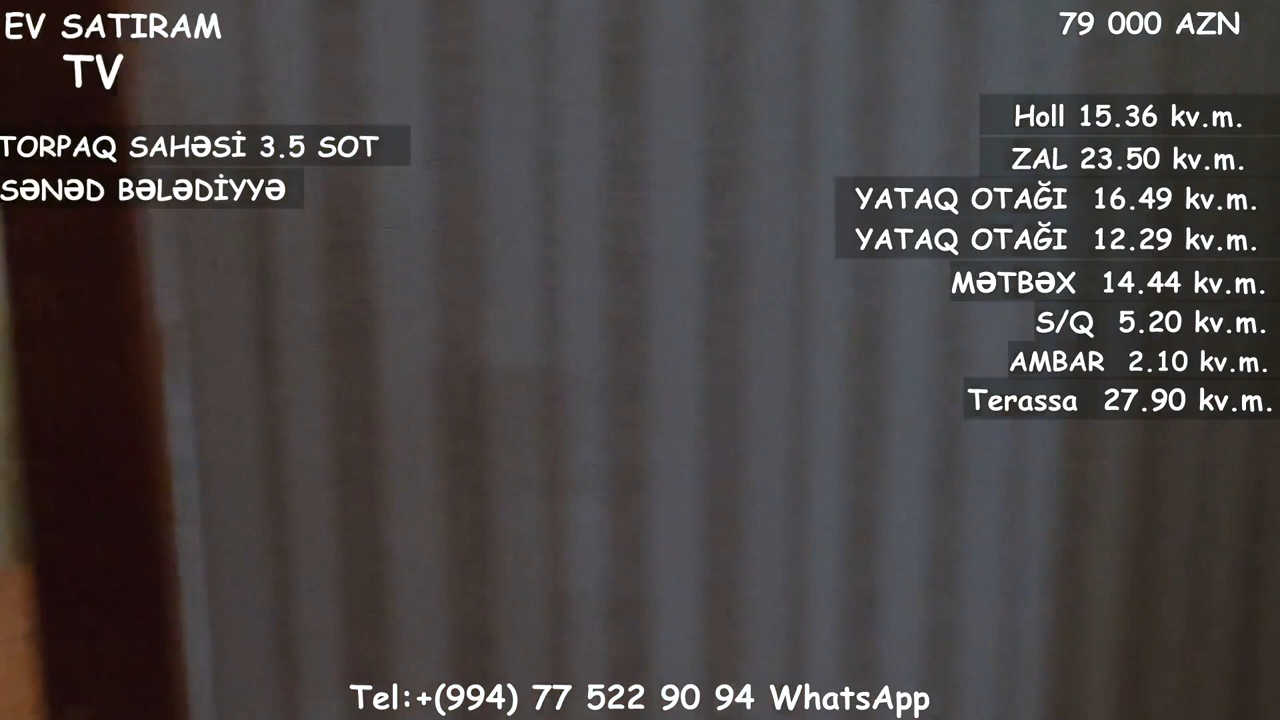 EV SATIRAM
TV
79 000 AZN
TORPAQ SAHƏSİ 3.5 SOT
SƏNƏD BƏLƏDİYYƏ
Holl 15.36 kv.m.
ZAL 23.50 kv.m.
YATAQ OTAĞI 16.49 kv.m.
YATAQ OTAĞI 12.29 kv.m.
MƏTBƏX 14.44 kv.m.
S/Q 5.20 kv.m.
AMBAR 2.10 kv.m.
Terassa 27.90 kv.m.
Tel:+(994) 77 522 90 94 WhatsApp